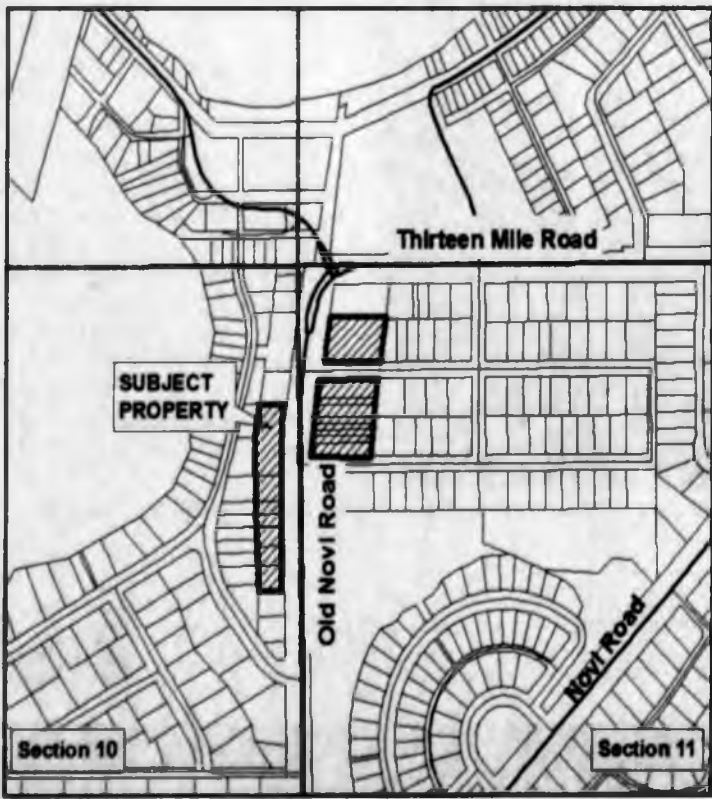 Thirteen Mile Road
SUBJECT
PROPERTY
Old Novi Road
Novi Road
Section 10
Section 11